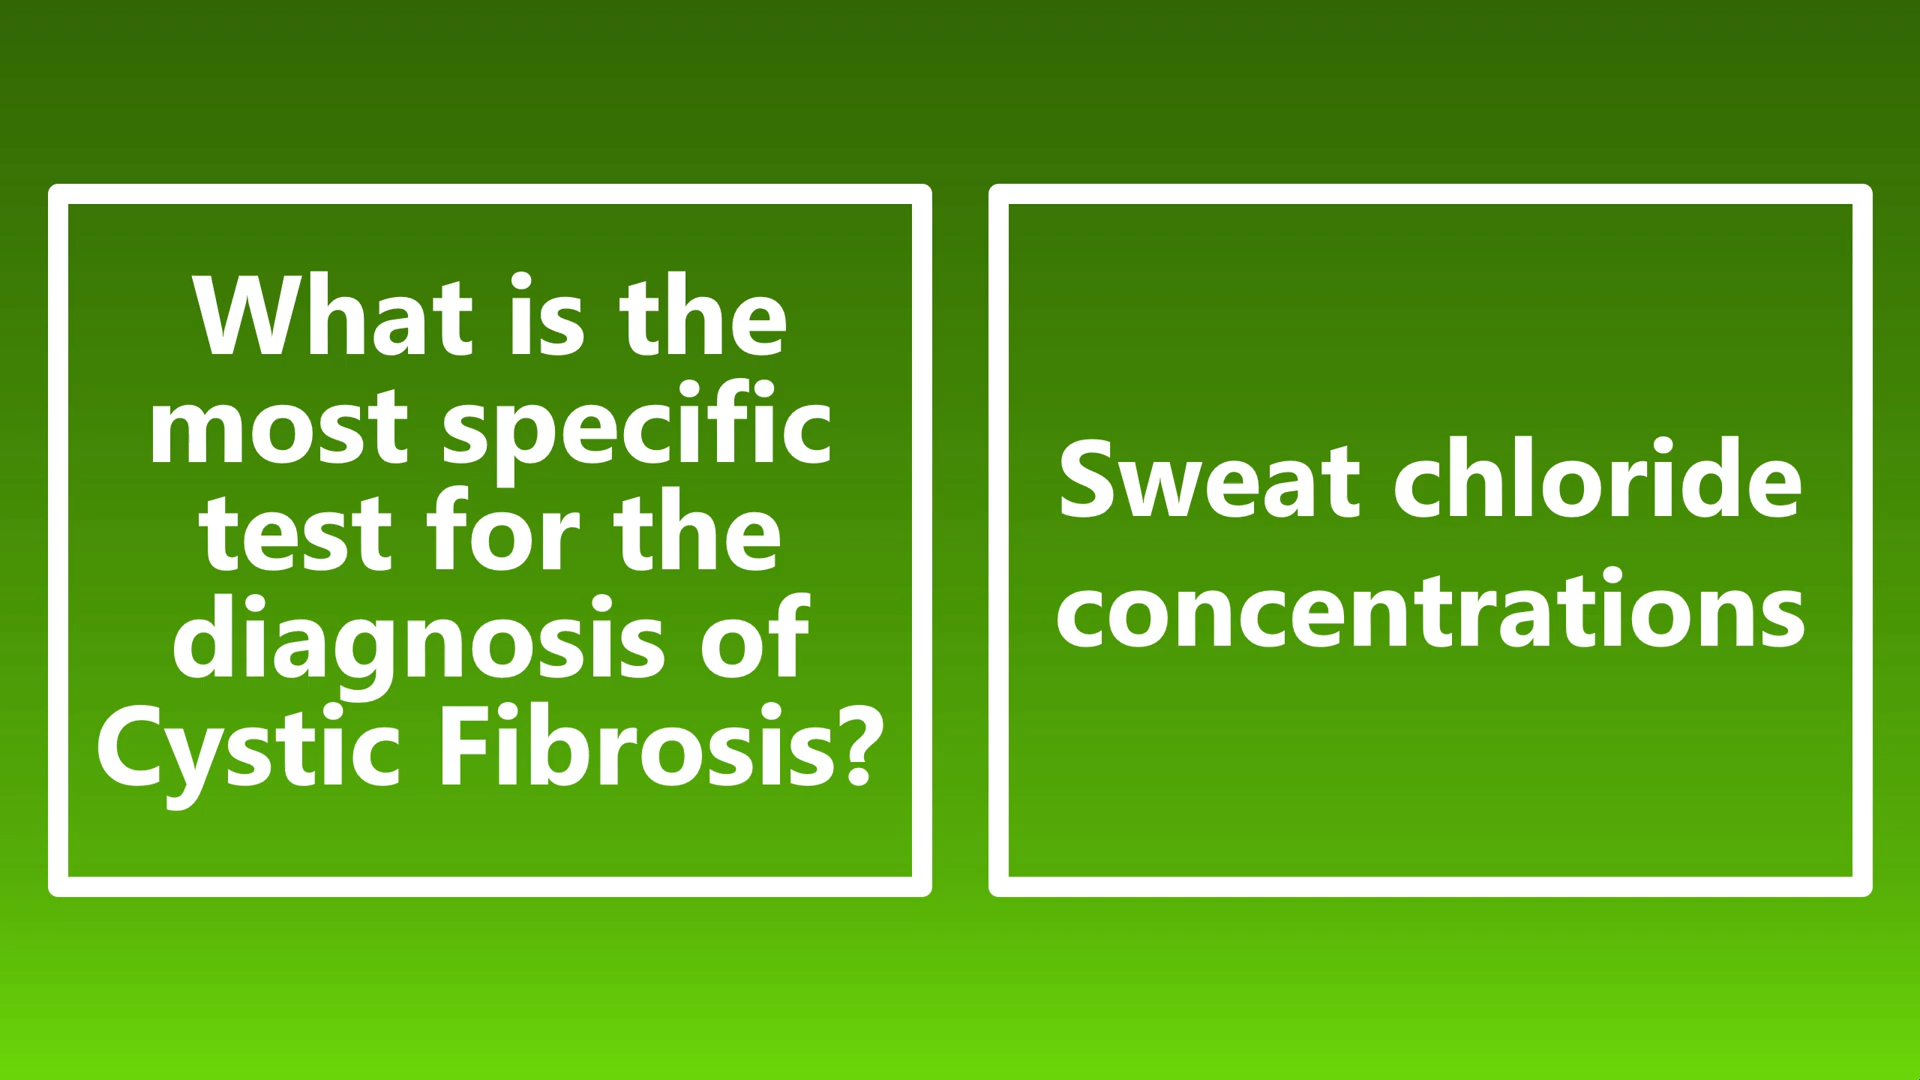 What is the
most specific
test for the
diagnosis of
Cystic Fibrosis?
Sweat chloride
concentrations